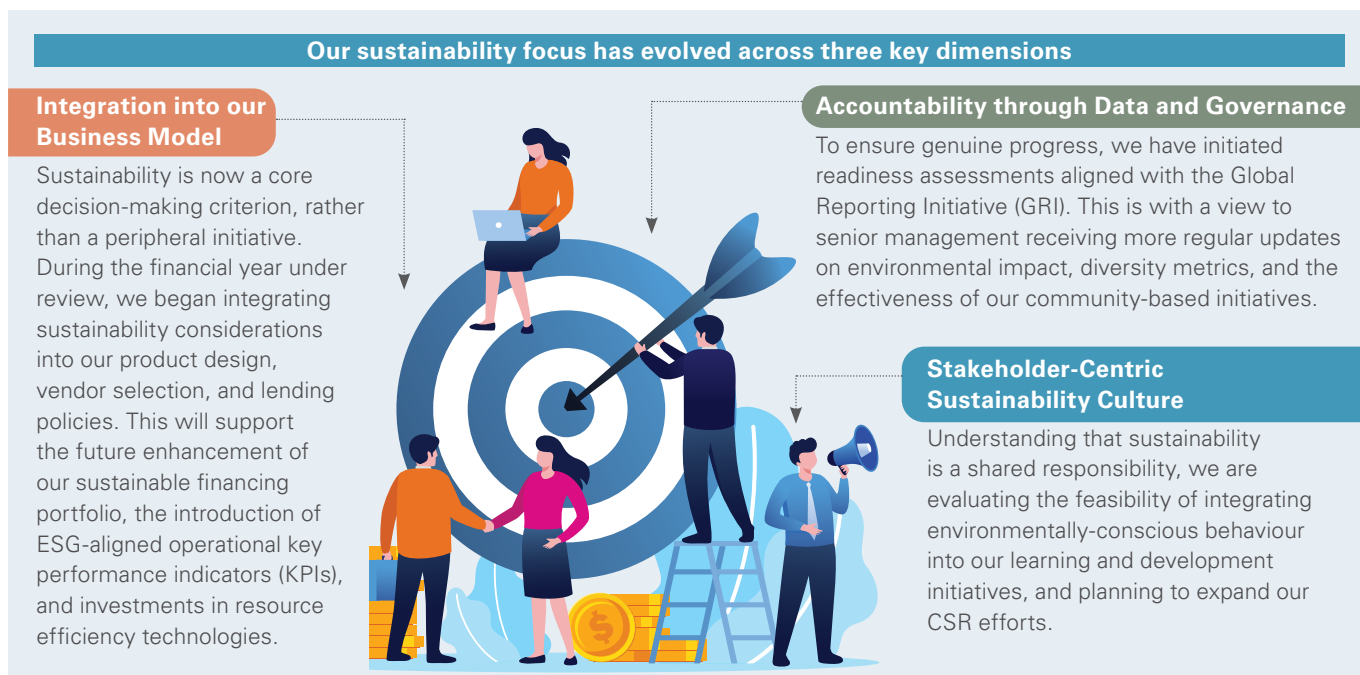 Our sustainability focus has evolved across three key dimensions
Integration into our
Business Model
Sustainability is now a core
decision-making criterion, rather
than a peripheral initiative.
During the financial year under
review, we began integrating
sustainability considerations
into our product design,
vendor selection, and lending
policies. This will support
the future enhancement of
our sustainable financing
portfolio, the introduction of
ESG-aligned operational key
performance indicators (KPIs),
and investments in resource
efficiency technologies.
Accountability through Data and Governance
To ensure genuine progress, we have initiated
readiness assessments aligned with the Global
Reporting Initiative (GRI). This is with a view to
senior management receiving more regular updates
on environmental impact, diversity metrics, and the
effectiveness of our community-based initiatives.
Stakeholder-Centric
Sustainability Culture
Understanding that sustainability
is a shared responsibility, we are
evaluating the feasibility of integrating
environmentally-conscious behaviour
into our learning and development
initiatives, and planning to expand our
CSR efforts.
$